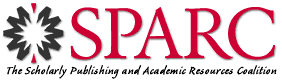 SPARC
The Scholarly Publishing and Academic Resources Coalition